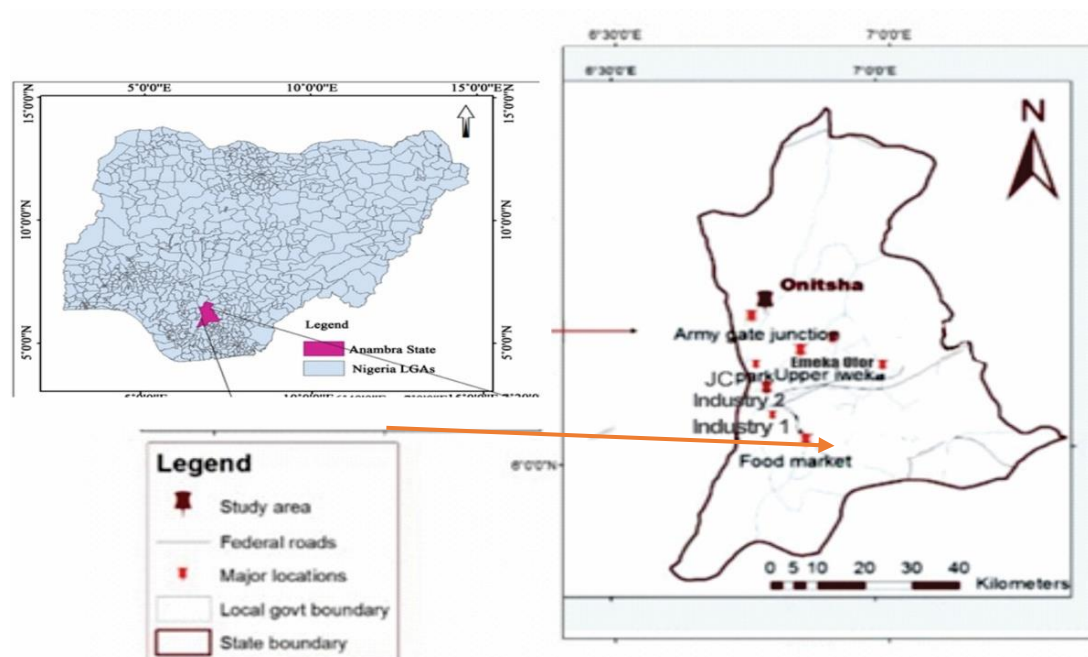 5°0'0"E 10°0'0"E 15°0'0"E
15°0'0"N 15°0'0"N
10°0'0"N 10°0'0"N
5°0'0"N 5°0'0"N
Legend
Anambra State
Nigeria LGAs
6°30'0"E 7°0'0"E
6°30'0"E 7°0'0"E
N
Onitsha
Army gate junction
Emeka Otor
JC park Upper iwek
Industry 2
Industry 1
Food market
6°0'0"N
0 5 10 20 30 40
Kilometers
Legend
Study area
Federal roads
Major locations
Local govt boundary
State boundary